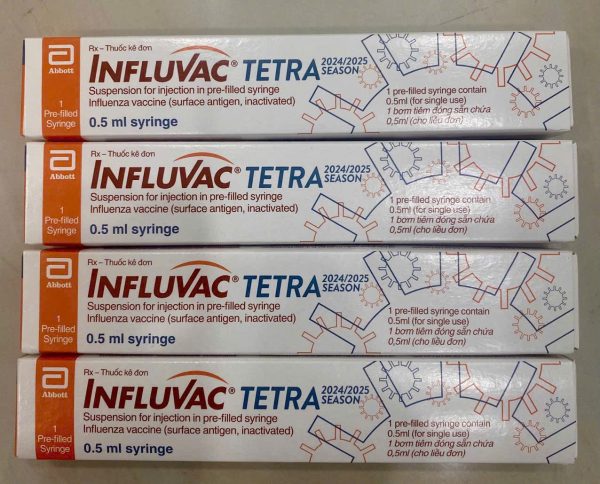 Abbott
1
Pre-filled
Syringe
Rx – Thuốc kê đơn
INFLUVAC® TETRA 2024/2025 SEASON
Suspension for injection in pre-filled syringe
Influenza vaccine (surface antigen, inactivated)
0.5 ml syringe
1 pre-filled syringe contain
0.5ml (for single use)
1 bơm tiêm đóng sẵn chứa
0,5ml (cho liều đơn)
Abbott
1
Pre-filled
Syringe
Rx – Thuốc kê đơn
INFLUVAC® TETRA 2024/2025 SEASON
Suspension for injection in pre-filled syringe
Influenza vaccine (surface antigen, inactivated)
0.5 ml syringe
1 pre-filled syringe contain
0.5ml (for single use)
1 bơm tiêm đóng sẵn chứa
0,5ml (cho liều đơn)
Abbott
1
Pre-filled
Syringe
Rx – Thuốc kê đơn
INFLUVAC® TETRA 2024/2025 SEASON
Suspension for injection in pre-filled syringe
Influenza vaccine (surface antigen, inactivated)
0.5 ml syringe
1 pre-filled syringe contain
0.5ml (for single use)
1 bơm tiêm đóng sẵn chứa
0,5ml (cho liều đơn)
Abbott
1
Pre-filled
Syringe
Rx – Thuốc kê đơn
INFLUVAC® TETRA 2024/2025 SEASON
Suspension for injection in pre-filled syringe
Influenza vaccine (surface antigen, inactivated)
0.5 ml syringe
1 pre-filled syringe contain
0.5ml (for single use)
1 bơm tiêm đóng sẵn chứa
0,5ml (cho liều đơn)